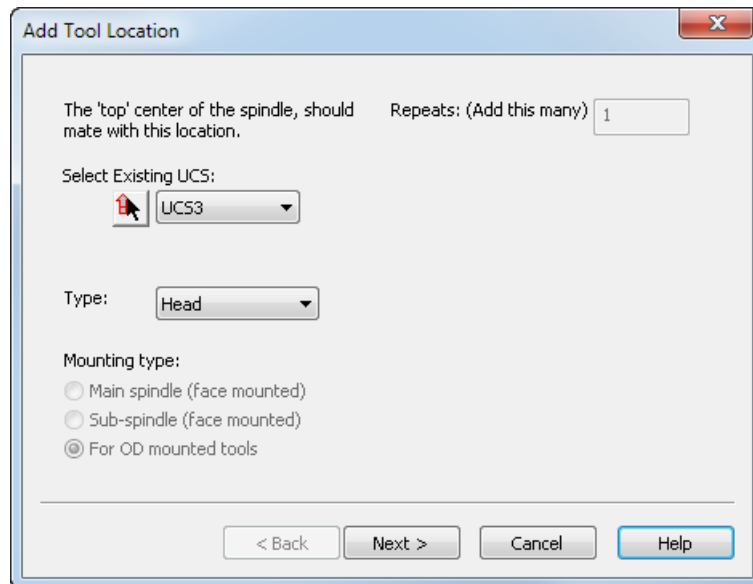 Add Tool Location
The 'top' center of the spindle, should
mate with this location.
Repeats: (Add this many)
1
Select Existing UCS:
UCS3
Type:
Head
Mounting type:
Main spindle (face mounted)
Sub-spindle (face mounted)
For OD mounted tools
< Back
Next >
Cancel
Help